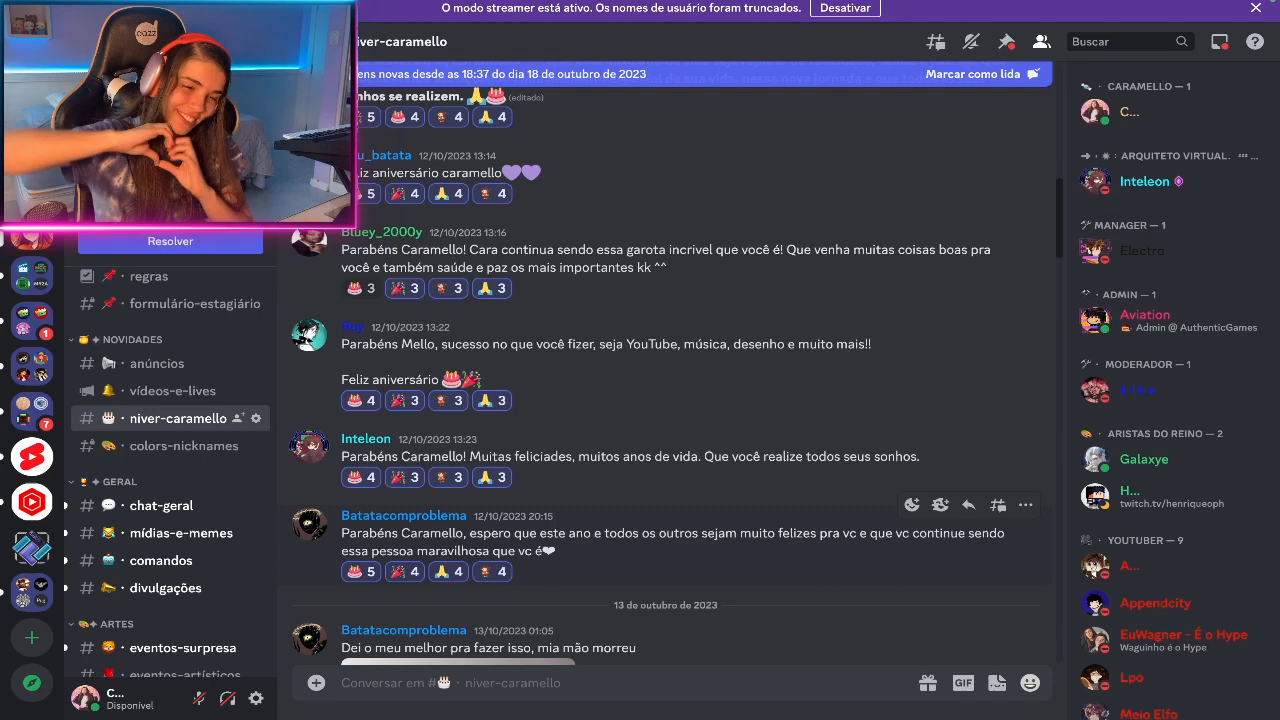 O modo streamer está ativo. Os nomes de usuário foram truncados. Desativar
iver-caramello
Buscar
ens novas desde as 18:37 do dia 18 de outubro de 2023 Marcar como lida
nhos se realizem. 🙏🎂 (editado)
5 🎂 4 4 🙏 4
u_batata 12/10/2023 13:14
liz aniversário caramello💜💜
5 🎉 4 🙏 4 4
Bluey_2000y 12/10/2023 13:16
Parabéns Caramello! Cara continua sendo essa garota incrivel que você é! Que venha muitas coisas boas pra
você e também saúde e paz os mais importantes kk ^^
🎂 3 🎉 3 3 🙏 3
12/10/2023 13:22
Parabéns Mello, sucesso no que você fizer, seja YouTube, música, desenho e muito mais!!
Feliz aniversário 🎂🎉
🎂 4 🎉 3 3 🙏 3
Inteleon 12/10/2023 13:23
Parabéns Caramello! Muitas feliciades, muitos anos de vida. Que você realize todos seus sonhos.
🎂 4 🎉 3 3 🙏 3
Batatacomproblema 12/10/2023 20:15
Parabéns Caramello, espero que este ano e todos os outros sejam muito felizes pra vc e que vc continue sendo
essa pessoa maravilhosa que vc é❤
🎂 5 🎉 4 🙏 4 4
13 de outubro de 2023
Batatacomproblema 13/10/2023 01:05
Dei o meu melhor pra fazer isso, mia mão morreu
Conversar em #🎂 · niver-caramello
GIF
Resolver
📌 · regras
📌 · formulário-estagiário
NOVIDADES
· anúncios
🔔 · vídeos-e-lives
🎂 · niver-caramello
🎨 · colors-nicknames
GERAL
💬 · chat-geral
· mídias-e-memes
🤖 · comandos
· divulgações
🎨✦ ARTES
🦁 · eventos-surpresa
🌹 · eventos-artísticos
1
7
C...
Disponível
CARAMELLO — 1
C...
ARQUITETO VIRTUAL.
Inteleon
MANAGER — 1
Electro
ADMIN — 1
Aviation
Admin @ AuthenticGames
MODERADOR — 1
ARISTAS DO REINO — 2
Galaxye
H...
twitch.tv/henriqueoph
YOUTUBER — 9
A...
Appendcity
EuWagner - É o Hype
Waguinho é o Hype
Lpo
Meio Elfo